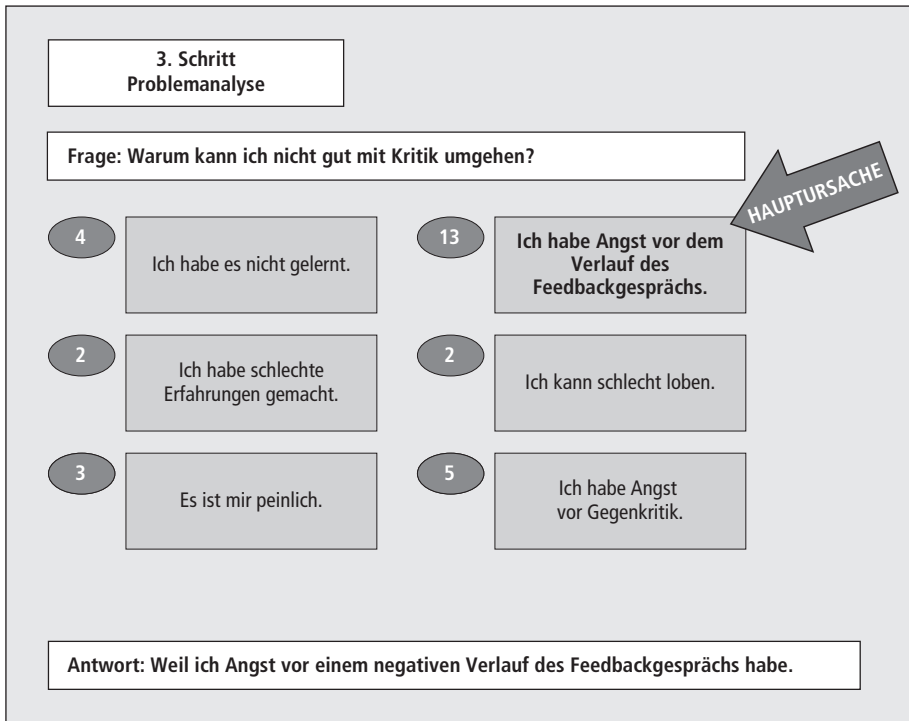 3. Schritt
Problemanalyse
Frage: Warum kann ich nicht gut mit Kritik umgehen?
HAUPTURSACHE
4
Ich habe es nicht gelernt.
13
Ich habe Angst vor dem
Verlauf des
Feedbackgesprächs.
2
Ich habe schlechte
Erfahrungen gemacht.
2
Ich kann schlecht loben.
3
Es ist mir peinlich.
5
Ich habe Angst
vor Gegenkritik.
Antwort: Weil ich Angst vor einem negativen Verlauf des Feedbackgesprächs habe.